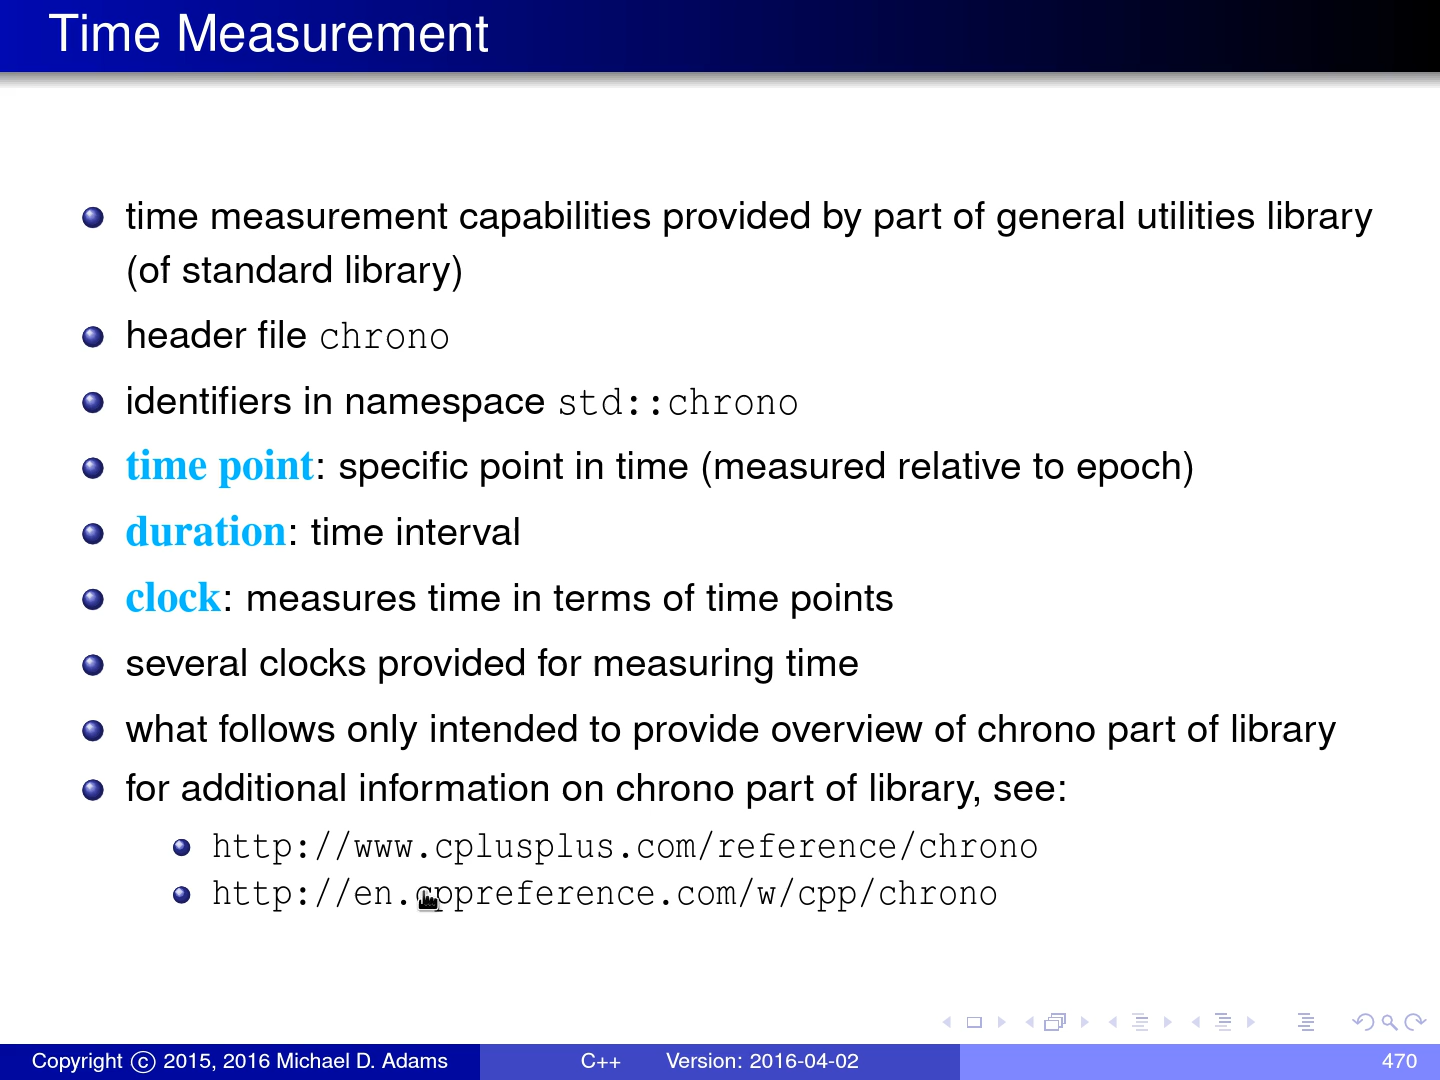 Time Measurement
time measurement capabilities provided by part of general utilities library
(of standard library)
header file chrono
identifiers in namespace std::chrono
time point: specific point in time (measured relative to epoch)
duration: time interval
clock: measures time in terms of time points
several clocks provided for measuring time
what follows only intended to provide overview of chrono part of library
for additional information on chrono part of library, see:
http://www.cplusplus.com/reference/chrono
http://en.cppreference.com/w/cpp/chrono
Copyright © 2015, 2016 Michael D. Adams C++ Version: 2016-04-02 470